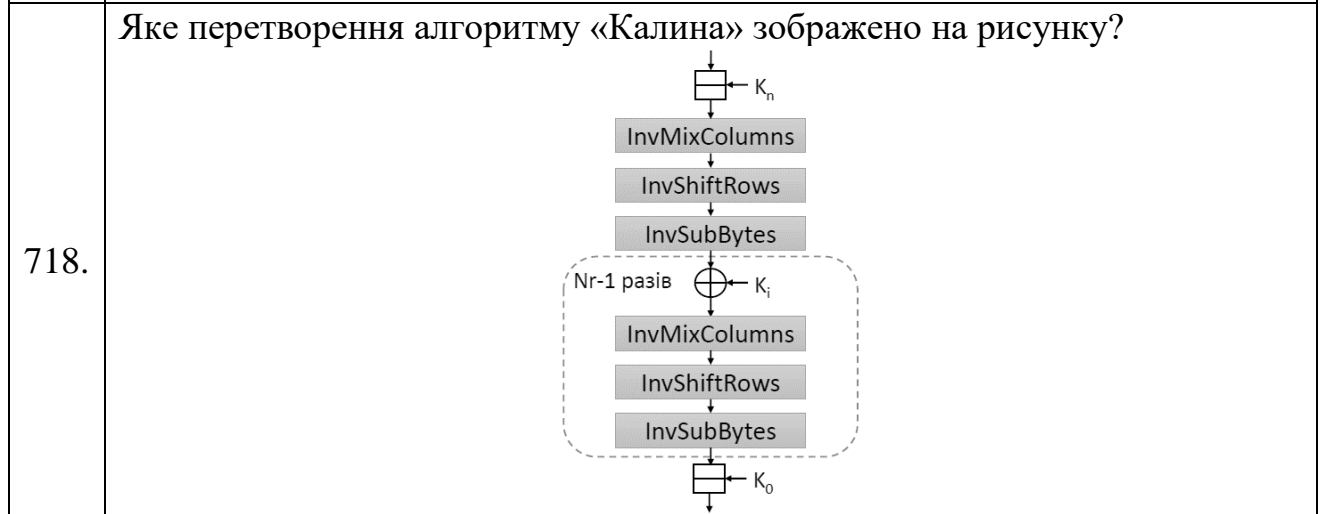 Яке перетворення алгоритму «Калина» зображено на рисунку?
Kn
InvMixColumns
InvShiftRows
718.
InvSubBytes
Nr-1 разів
Ki
InvMixColumns
InvShiftRows
InvSubBytes
K0